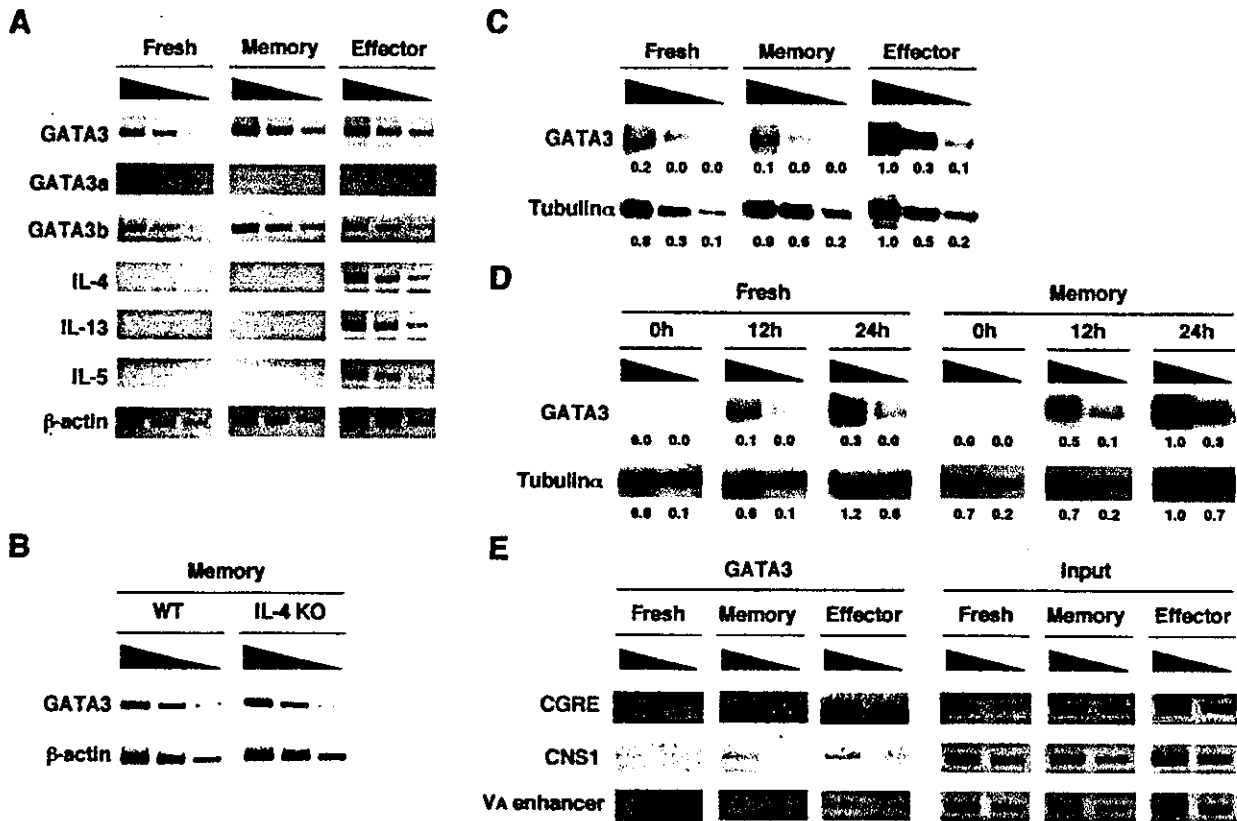 A
Fresh Memory Effector
GATA3
GATA3a
GATA3b
IL-4
IL-13
IL-5
β-actin
B
Memory
WT IL-4 KO
GATA3
β-actin
C
Fresh Memory Effector
GATA3
0.2 0.0 0.0 0.1 0.0 0.0 1.0 0.3 0.1
Tubulinα
0.8 0.3 0.1 0.9 0.6 0.2 1.0 0.5 0.2
D
Fresh Memory
0h 12h 24h 0h 12h 24h
GATA3
0.0 0.0 0.1 0.0 0.3 0.0 0.0 0.0 0.5 0.1 1.0
Tubulinα
0.1 0.6 0.1 1.2 0.6 0.7 0.2 0.7 0.2 1.0 0.7
E
GATA3 Input
Fresh Memory Effector Fresh Memory Effector
CGRE
CNS1
VA enhancer